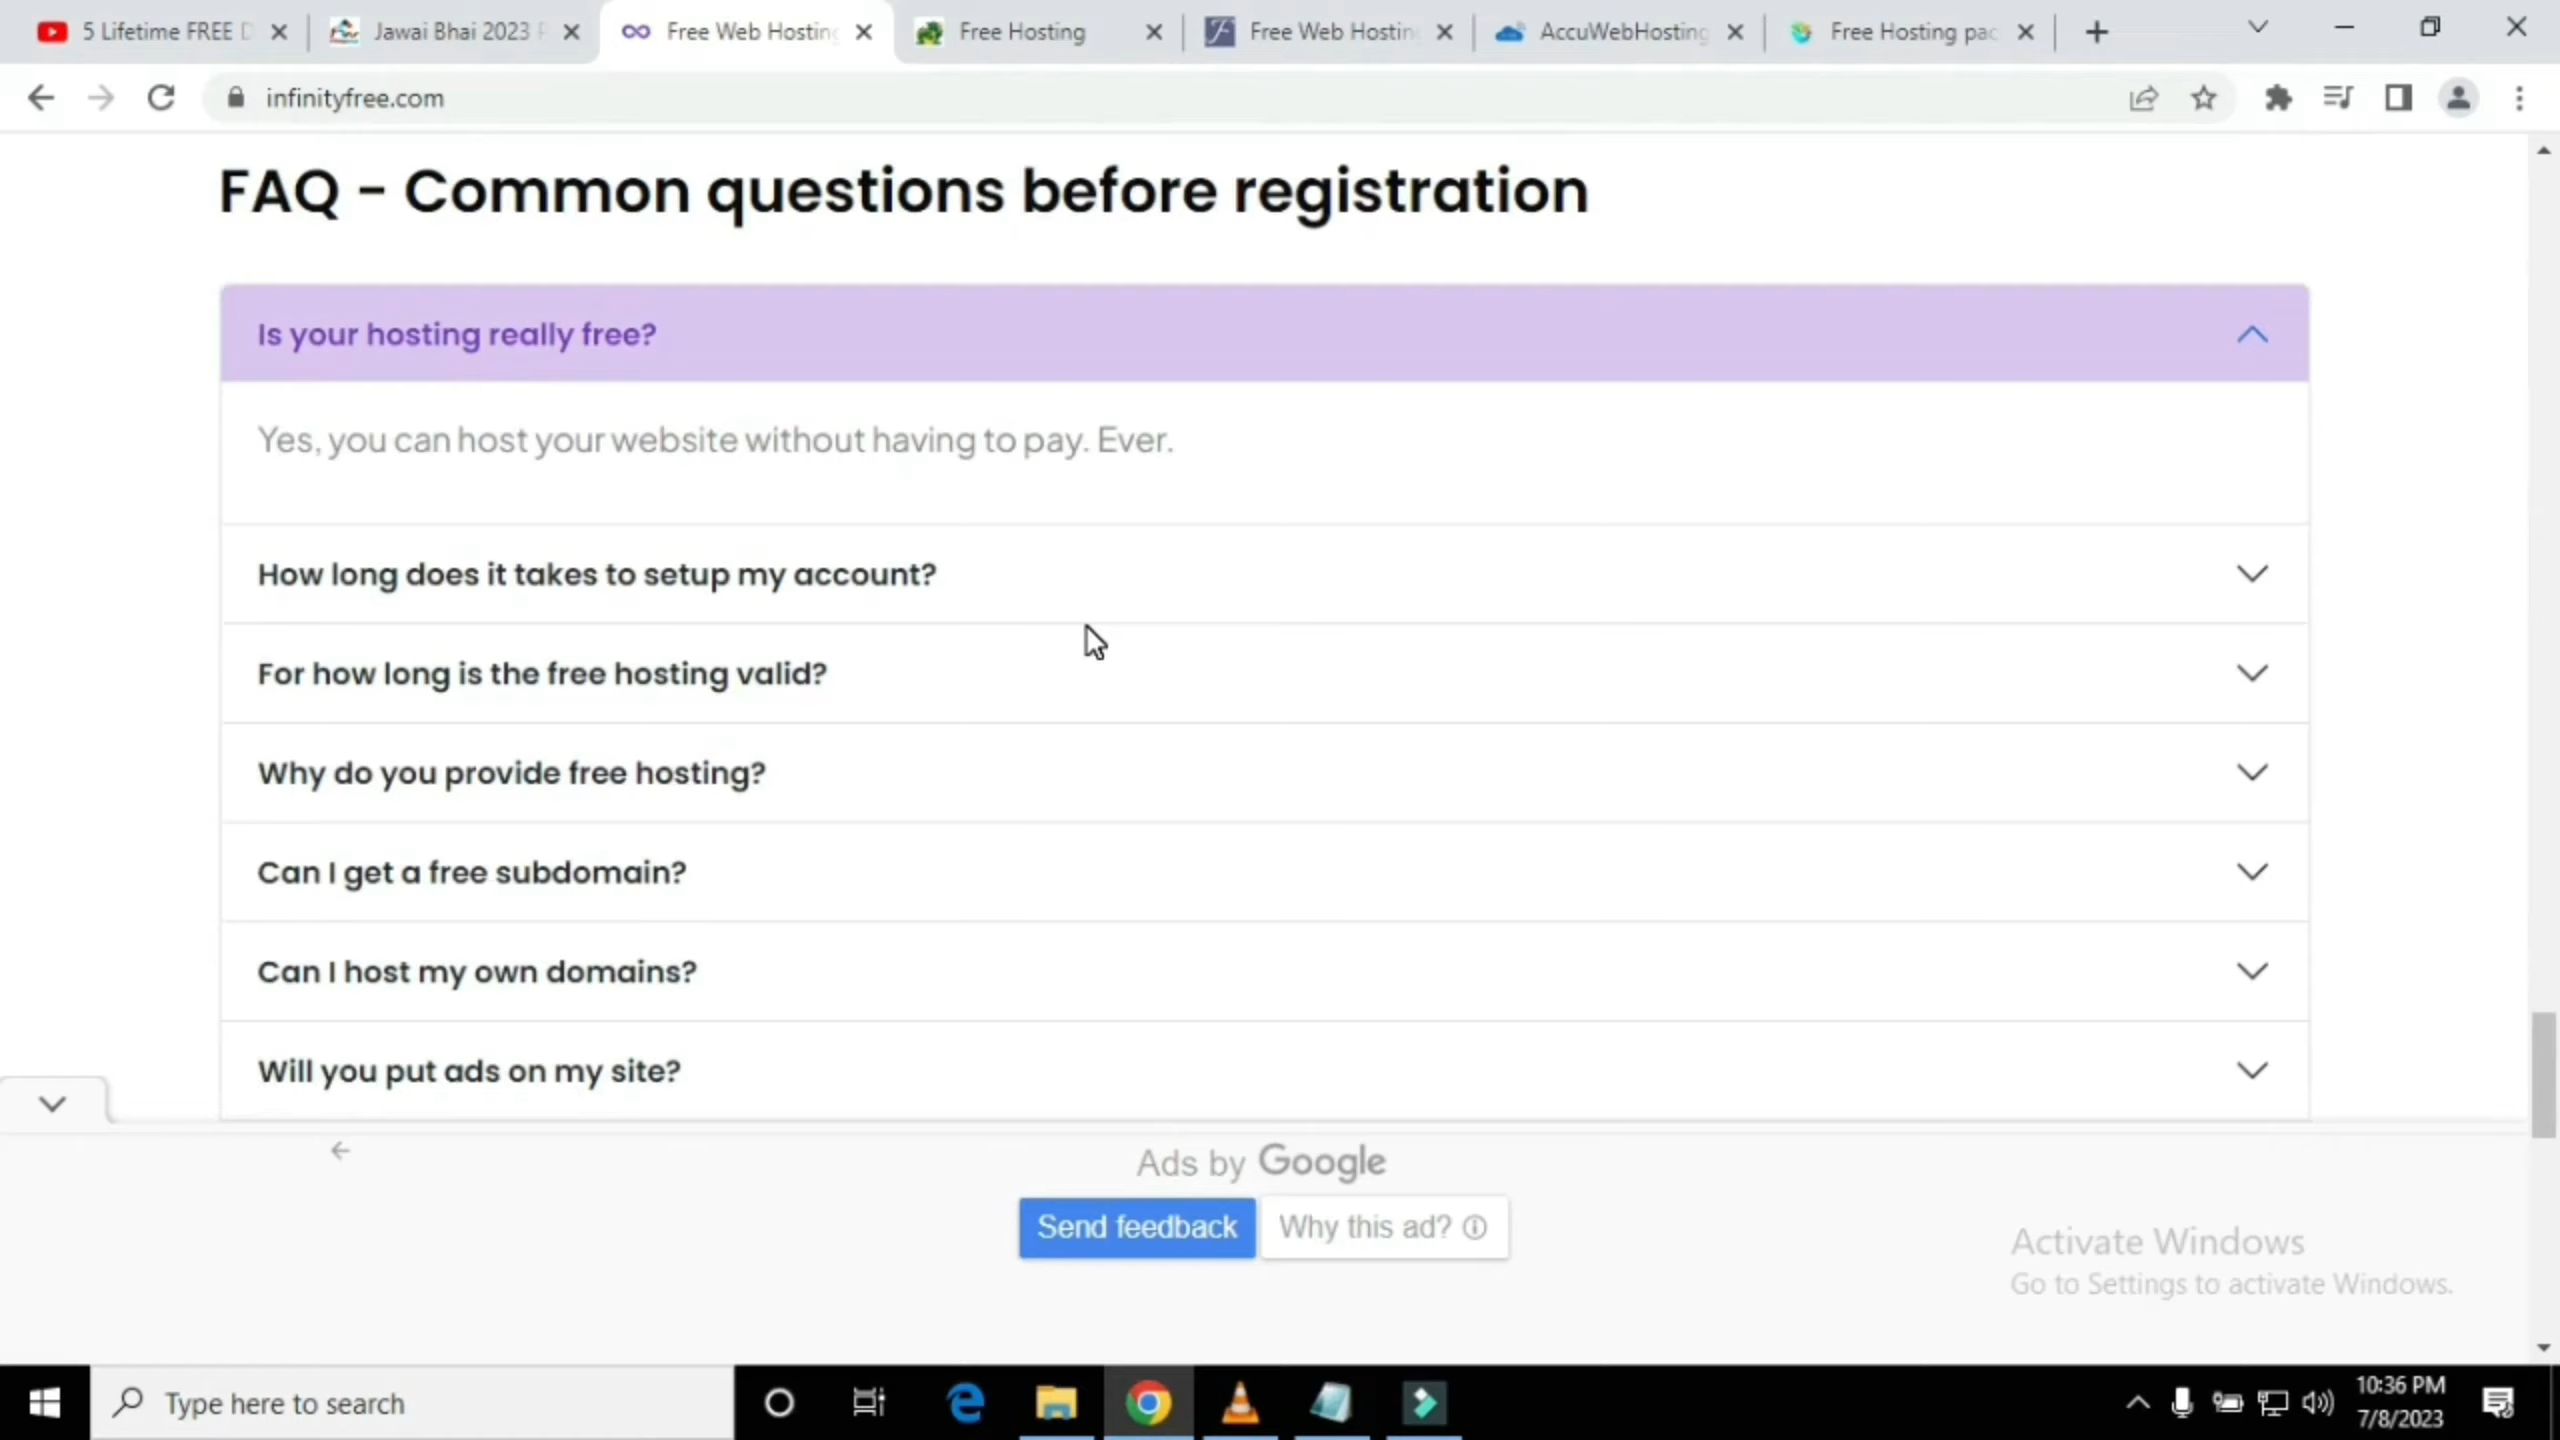 5 Lifetime FREE D
Jawai Bhai 2023 F
Free Web Hosting
Free Hosting
Free Web Hosting
AccuWebHosting
Free Hosting pac
infinityfree.com
FAQ - Common questions before registration
Is your hosting really free?
Yes, you can host your website without having to pay. Ever.
How long does it takes to setup my account?
For how long is the free hosting valid?
Why do you provide free hosting?
Can I get a free subdomain?
Can I host my own domains?
Will you put ads on my site?
Ads by Google
Send feedback
Why this ad?
Activate Windows
Go to Settings to activate Windows.
Type here to search
10:36 PM
7/8/2023